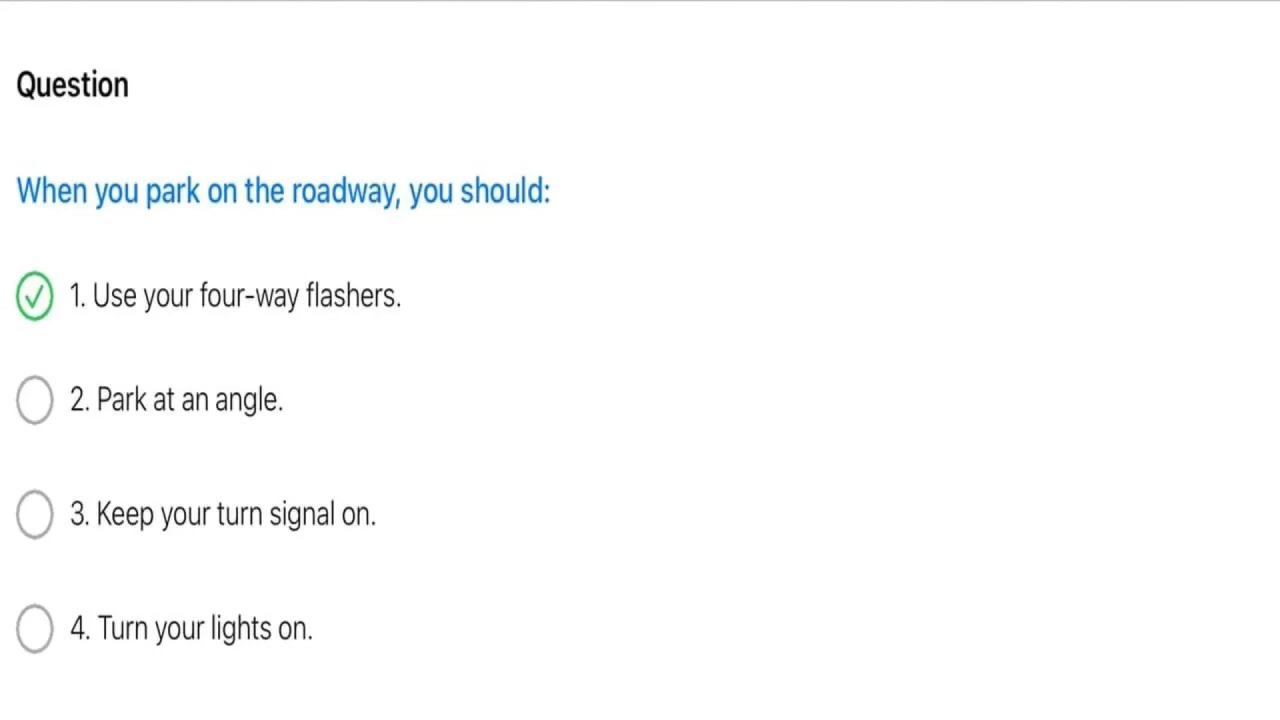 Question
When you park on the roadway, you should:
1. Use your four-way flashers.
2. Park at an angle.
3. Keep your turn signal on.
4. Turn your lights on.